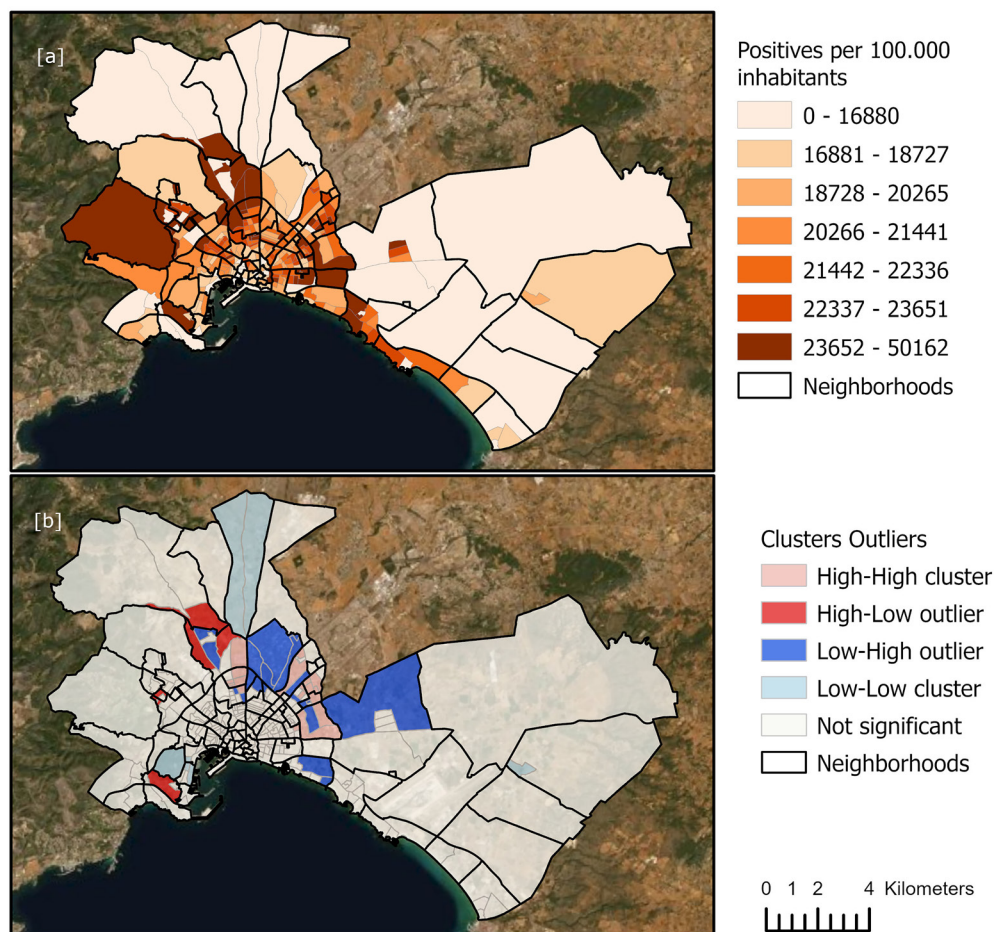 [a]
Positives per 100.000
inhabitants
0 - 16880
16881 - 18727
18728 - 20265
20266 - 21441
21442 - 22336
22337 - 23651
23652 - 50162
Neighborhoods
[b]
Clusters Outliers
High-High cluster
High-Low outlier
Low-High outlier
Low-Low cluster
Not significant
Neighborhoods
0 1 2 4 Kilometers